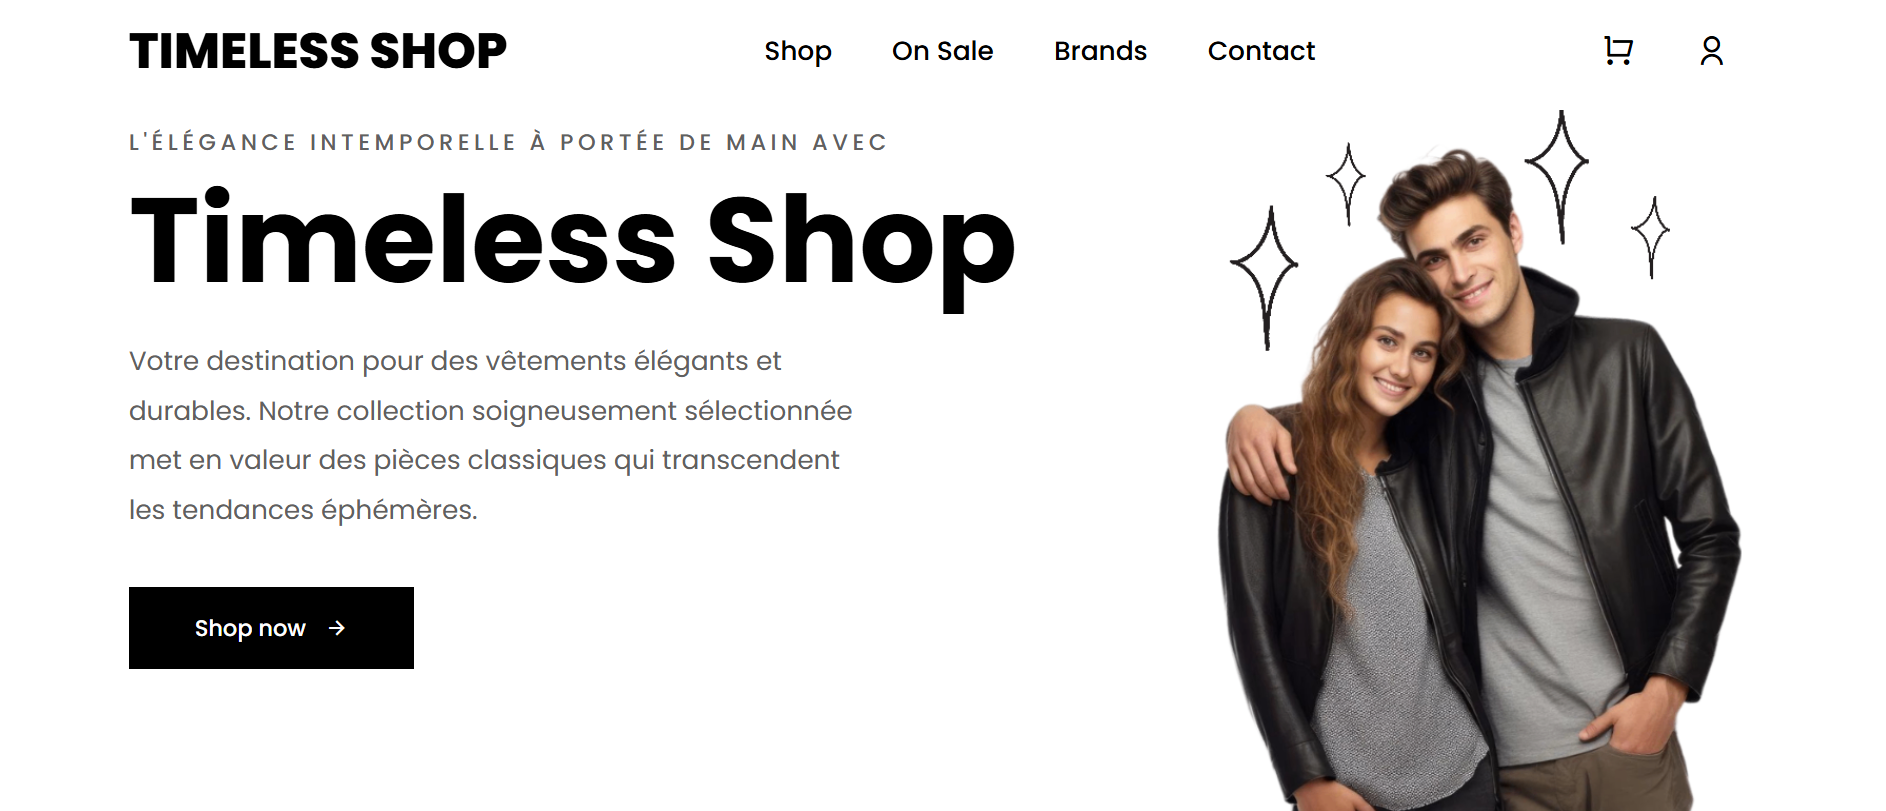 TIMELESS SHOP
Shop
On Sale
Brands
Contact
L'ÉLÉGANCE INTEMPORELLE À PORTÉE DE MAIN AVEC
Timeless Shop
Votre destination pour des vêtements élégants et
durables. Notre collection soigneusement sélectionnée
met en valeur des pièces classiques qui transcendent
les tendances éphémères.
Shop now →